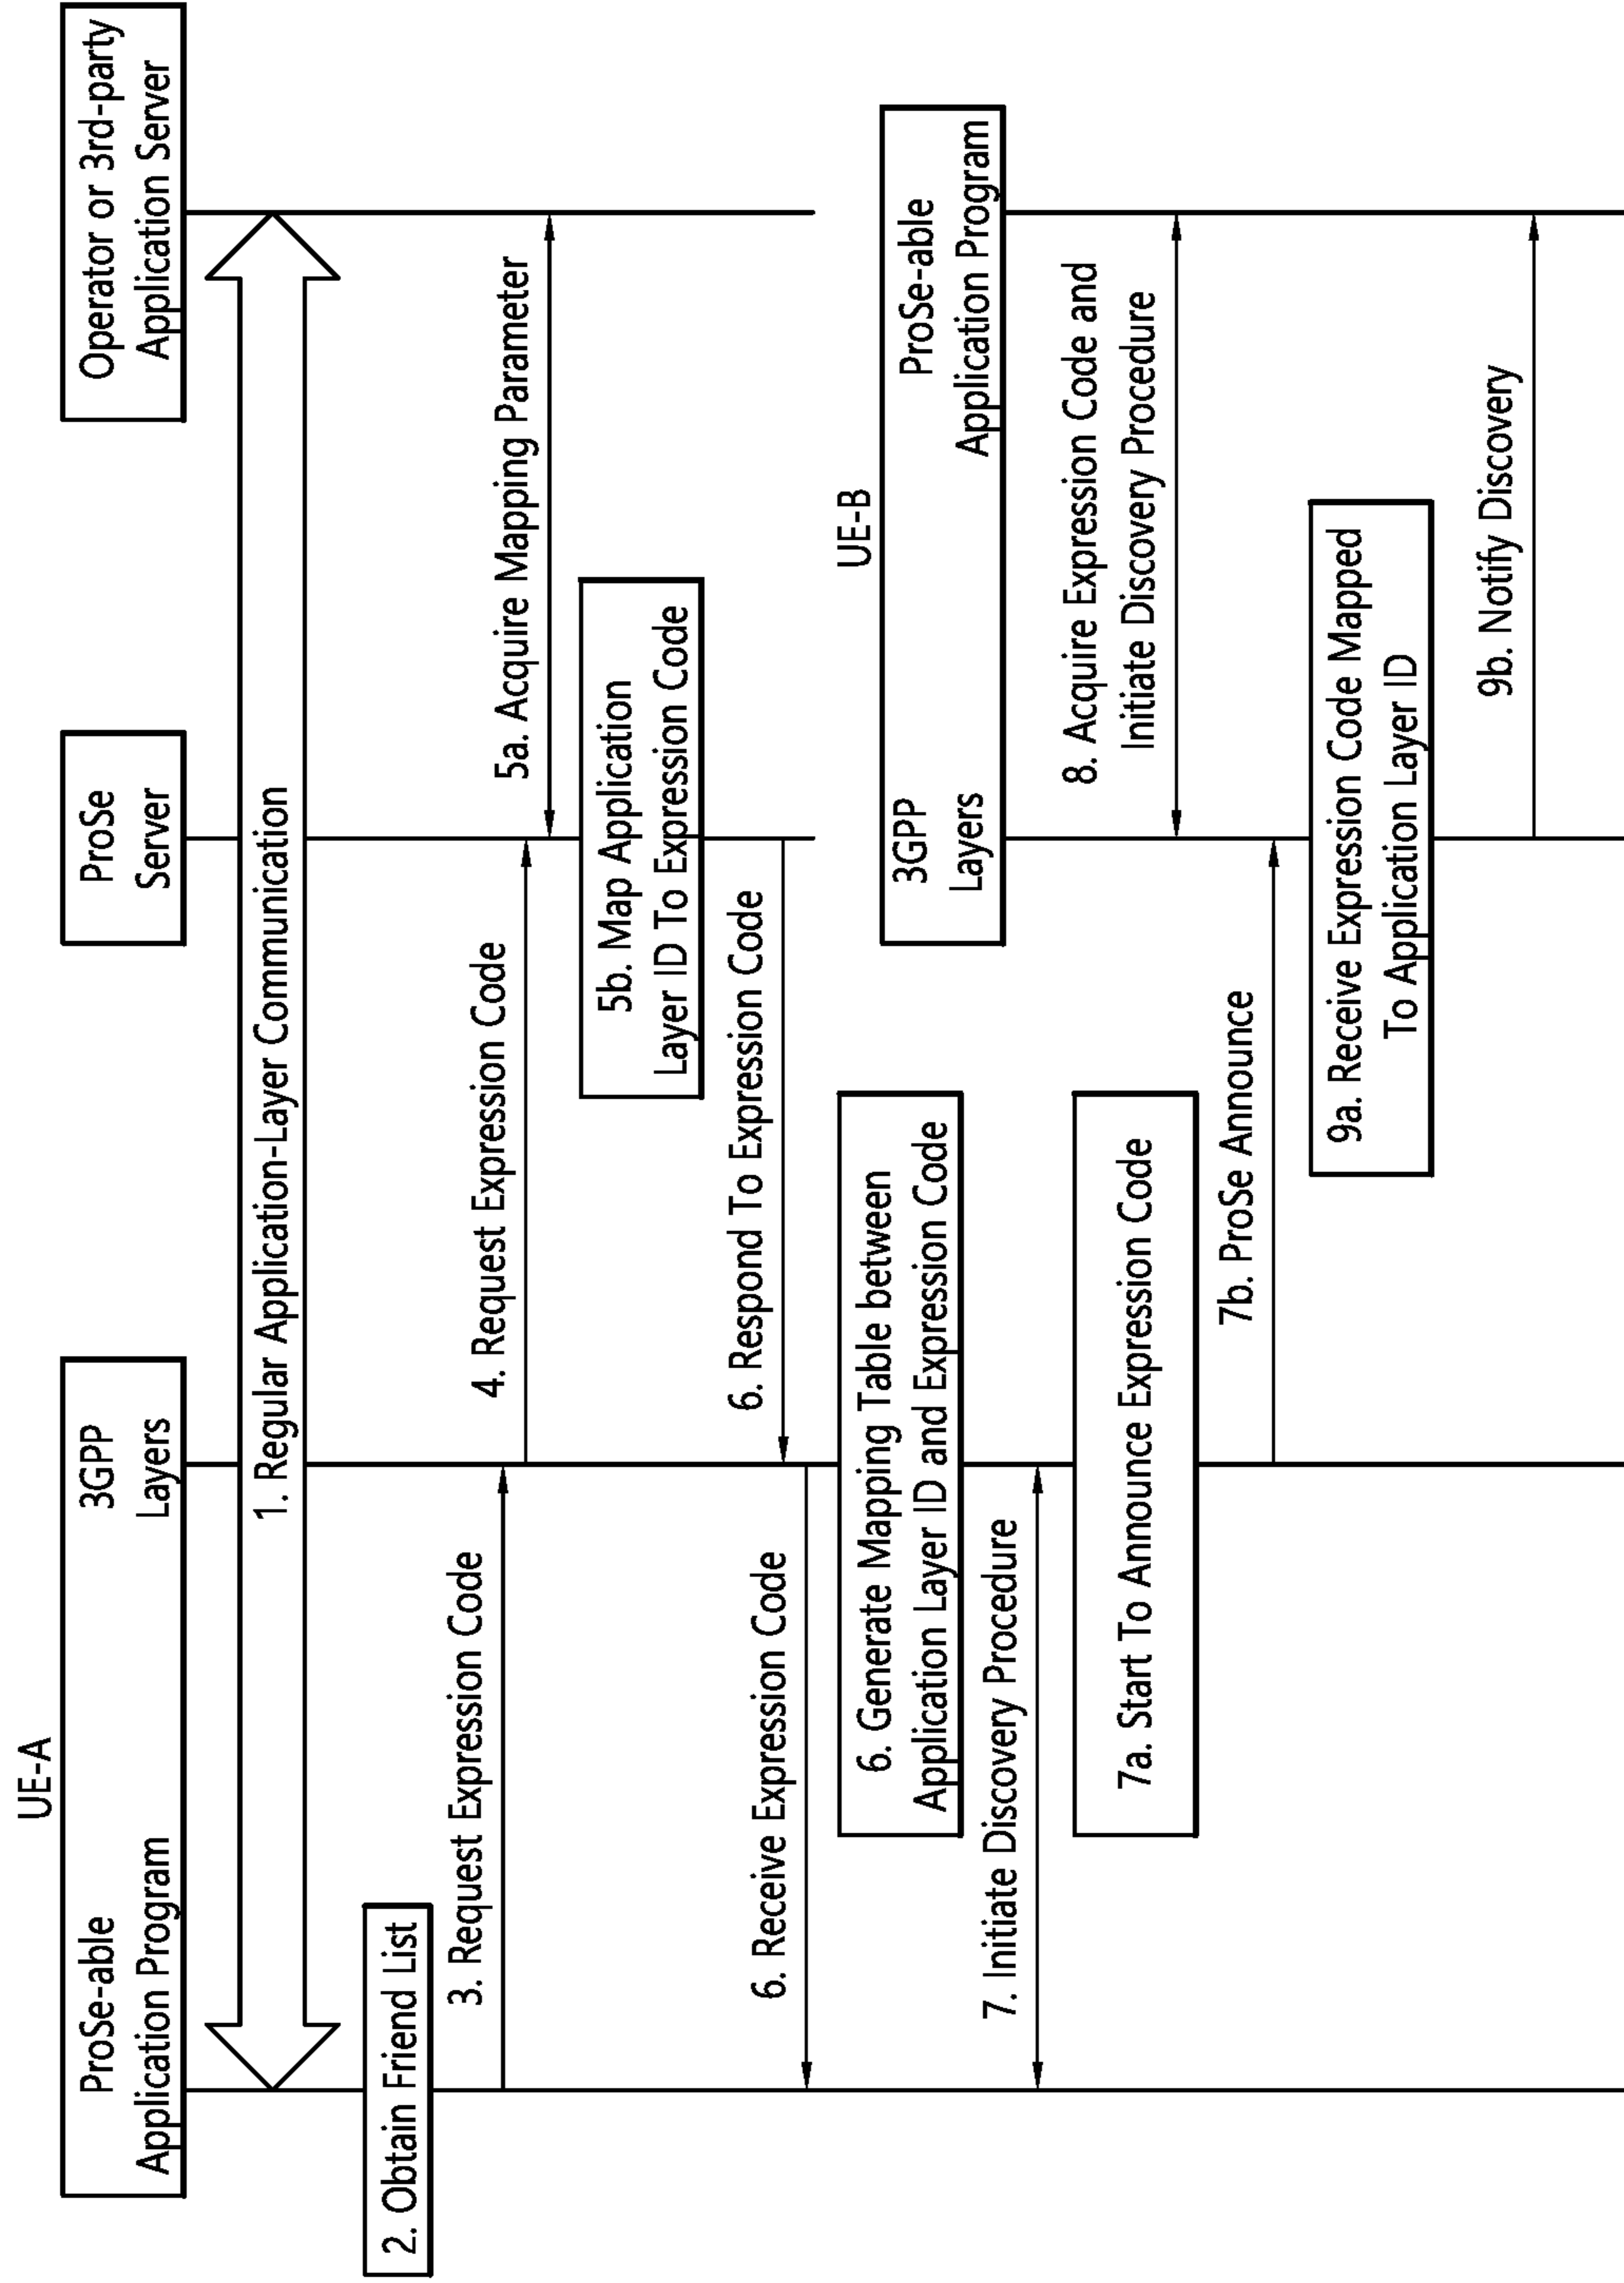 UE-A
ProSe-able
Application Program
3GPP
Layers
ProSe
Server
Operator or 3rd-party
Application Server
1. Regular Application-Layer Communication
2. Obtain Friend List
3. Request Expression Code
4. Request Expression Code
5a. Acquire Mapping Parameter
5b. Map Application
Layer ID To Expression Code
6. Respond To Expression Code
6. Receive Expression Code
6. Generate Mapping Table between
Application Layer ID and Expression Code
UE-B
3GPP
Layers
ProSe-able
Application Program
7. Initiate Discovery Procedure
7a. Start To Announce Expression Code
8. Acquire Expression Code and
Initiate Discovery Procedure
7b. ProSe Announce
9a. Receive Expression Code Mapped
To Application Layer ID
9b. Notify Discovery